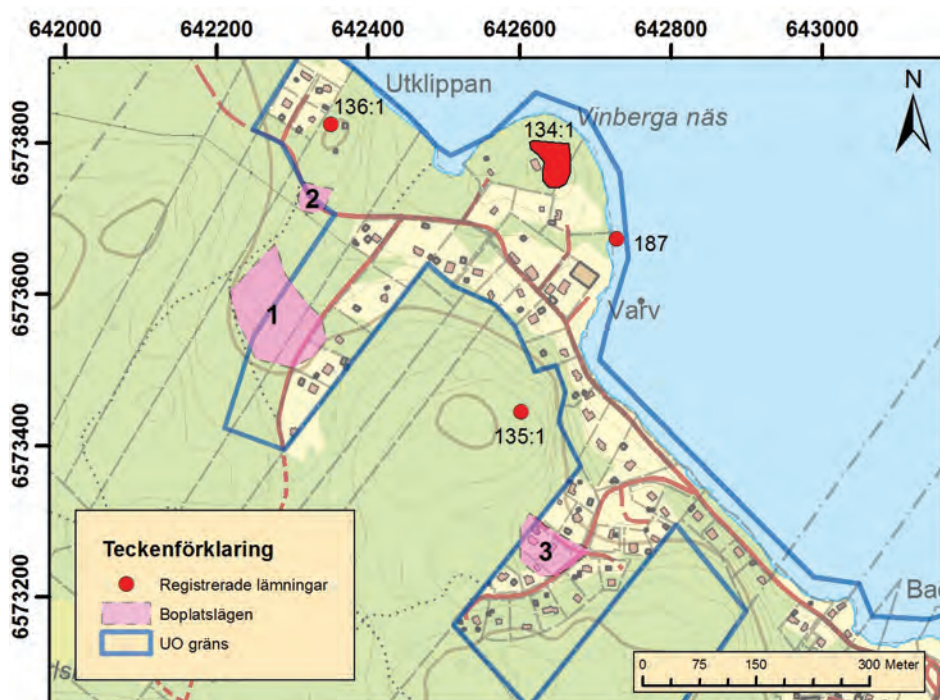 642000 642200 642400 642600 642800 643000
6573800
6573600
6573400
6573200
N
Utklippan
Vinberga näs
136:1
134:1
2
187
1
Varv
135:1
3
Teckenförklaring
Registrerade lämningar
Boplatslägen
UO gräns
Bad
0 75 150 300 Meter